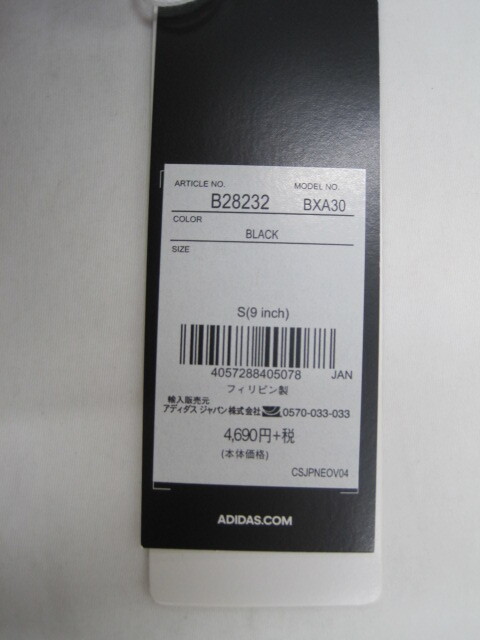 ARTICLE NO. MODEL NO.
B28232 BXA30
COLOR
BLACK
SIZE
S(9 inch)
4057288405078 JAN
フィリピン製
輸入販売元
アディダス ジャパン株式会社 0570-033-033
4,690円+税
(本体価格)
CSJPNEOV04
ADIDAS.COM